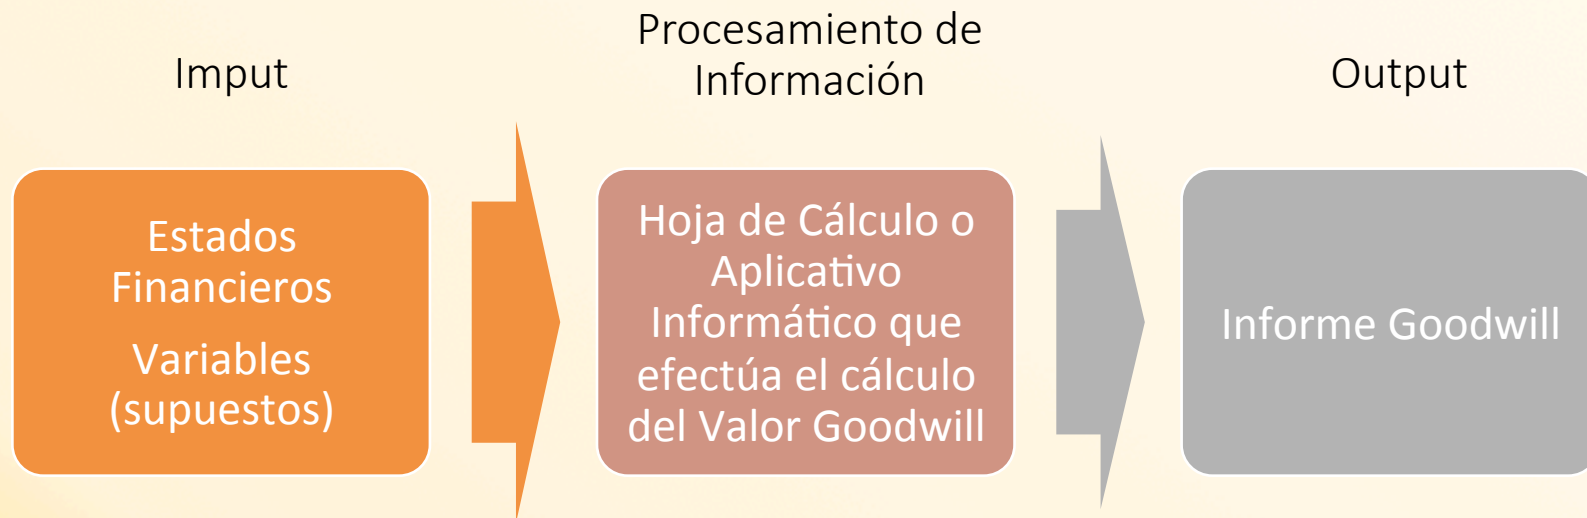 Imput
Procesamiento de
Información
Output
Estados
Financieros
Variables
(supuestos)
Hoja de Cálculo o
Aplicativo
Informático que
efectúa el cálculo
del Valor Goodwill
Informe Goodwill